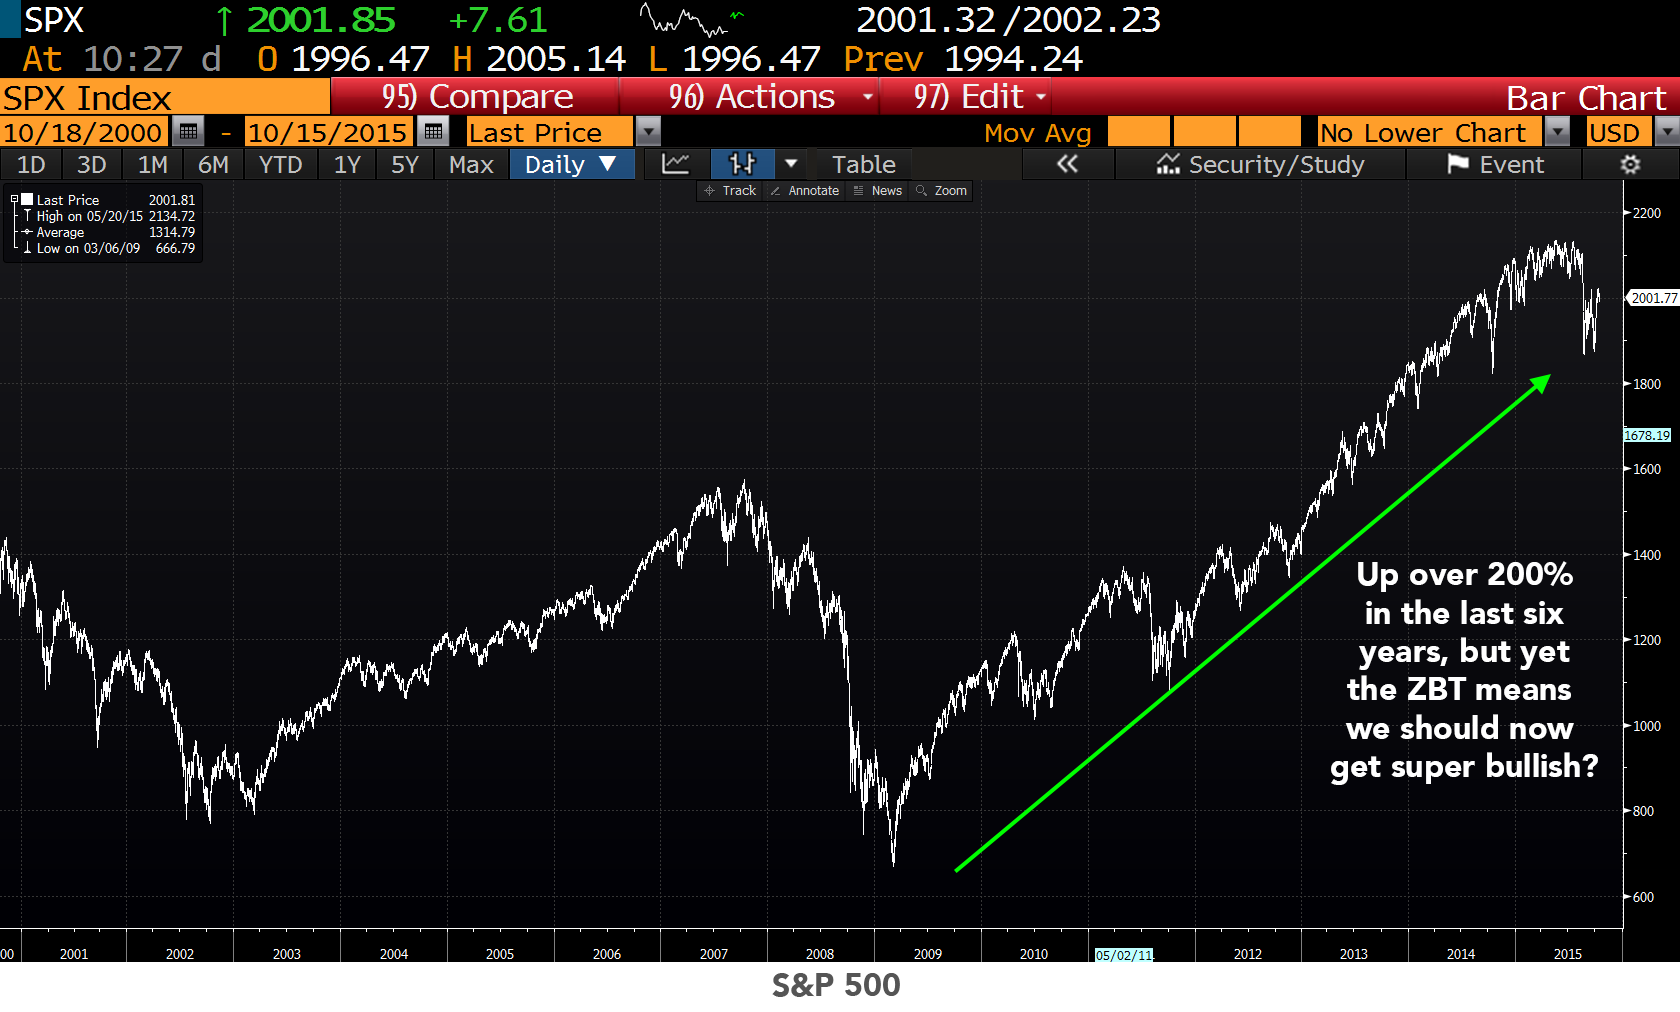 SPX ↑ 2001.85 +7.61 2001.32/2002.23
At 10:27 d O 1996.47 H 2005.14 L 1996.47 Prev 1994.24
SPX Index 95) Compare 96) Actions 97) Edit Bar Chart
10/18/2000 - 10/15/2015 Last Price Mov Avg No Lower Chart USD
1D 3D 1M 6M YTD 1Y 5Y Max Daily ▼ Table « Security/Study Event
Track Annotate News Zoom
Last Price 2001.81
High on 05/20/15 2134.72
Average 1314.79
Low on 03/06/09 666.79
2200
2001.77
1800
1678.19
1600
1400
1200
1000
800
600
Up over 200%
in the last six
years, but yet
the ZBT means
we should now
get super bullish?
00 2001 2002 2003 2004 2005 2006 2007 2008 2009 2010 05/02/11 2012 2013 2014 2015
S&P 500